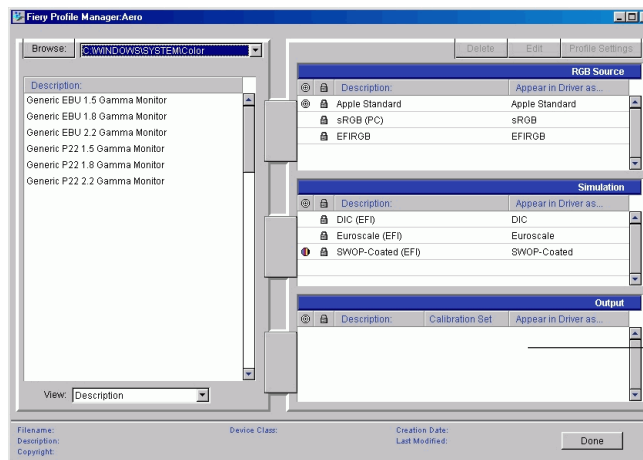 Fiery Profile Manager:Aero
Browse: C:\WINDOWS\SYSTEM\Color
Delete Edit Profile Settings
Description:
Generic EBU 1.5 Gamma Monitor
Generic EBU 1.8 Gamma Monitor
Generic EBU 2.2 Gamma Monitor
Generic P22 1.5 Gamma Monitor
Generic P22 1.8 Gamma Monitor
Generic P22 2.2 Gamma Monitor
View: Description
RGB Source
Description: Appear in Driver as...
Apple Standard Apple Standard
sRGB (PC) sRGB
EFIRGB EFIRGB
Simulation
Description: Appear in Driver as...
DIC (EFI) DIC
Euroscale (EFI) Euroscale
SWOP-Coated (EFI) SWOP-Coated
Output
Description: Calibration Set Appear in Driver as...
Filename: Device Class: Creation Date:
Description: Last Modified:
Copyright:
Done